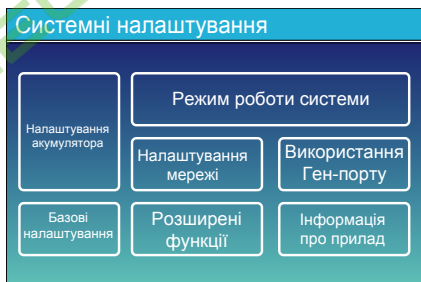 Системні налаштування
Режим роботи системи
Налаштування
акумулятора
Налаштування
мережі
Використання
Ген-порту
Базові
налаштування
Розширені
функції
Інформація
про прилад